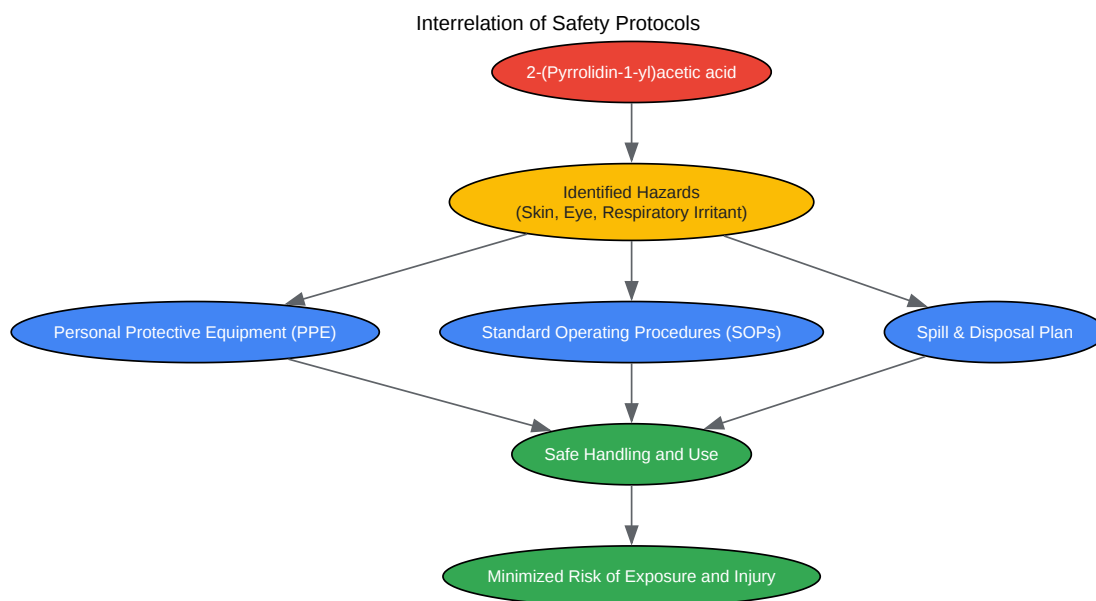 Interrelation of Safety Protocols
2-(Pyrrolidin-1-yl)acetic acid
Identified Hazards
(Skin, Eye, Respiratory Irritant)
Personal Protective Equipment (PPE)
Standard Operating Procedures (SOPs)
Spill & Disposal Plan
Safe Handling and Use
Minimized Risk of Exposure and Injury